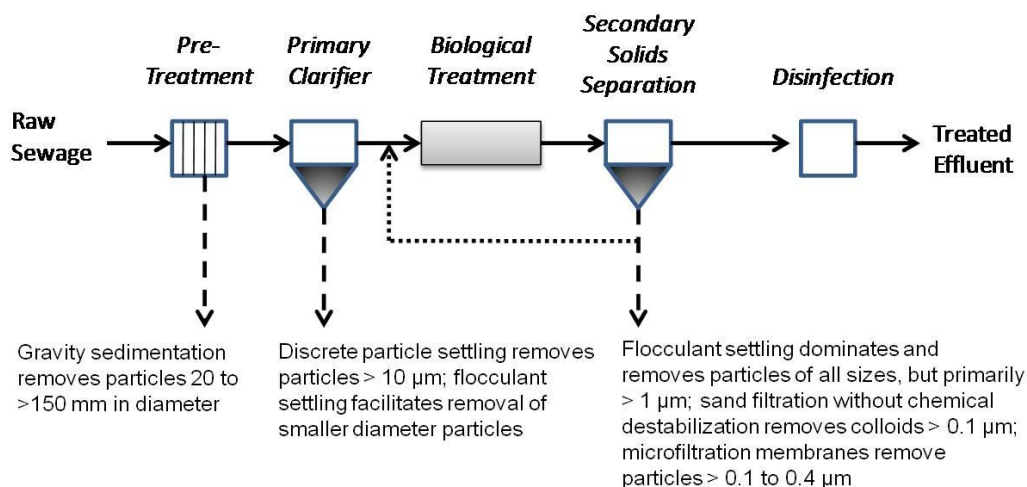 Pre-
Treatment
Primary
Clarifier
Biological
Treatment
Secondary
Solids
Separation
Disinfection
Raw
Sewage
Treated
Effluent
Gravity sedimentation
removes particles 20 to
>150 mm in diameter
Discrete particle settling removes
particles > 10 µm; flocculant
settling facilitates removal of
smaller diameter particles
Flocculant settling dominates and
removes particles of all sizes, but primarily
> 1 µm; sand filtration without chemical
destabilization removes colloids > 0.1 µm;
microfiltration membranes remove
particles > 0.1 to 0.4 µm